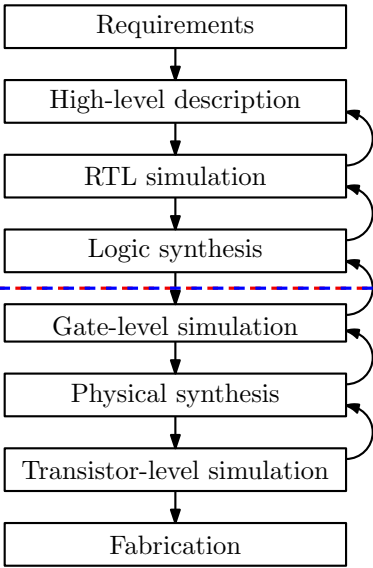 Requirements
High-level description
RTL simulation
Logic synthesis
Gate-level simulation
Physical synthesis
Transistor-level simulation
Fabrication